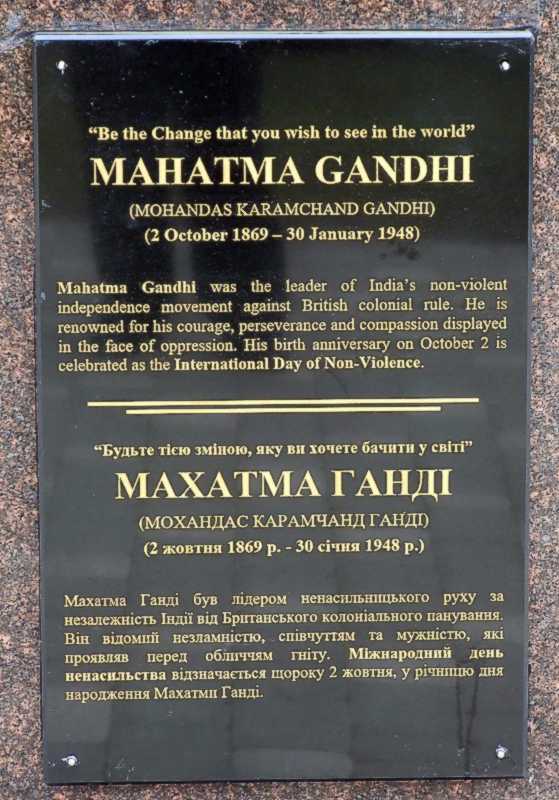 “Be the Change that you wish to see in the world”
MAHATMA GANDHI
(MOHANDAS KARAMCHAND GANDHI)
(2 October 1869 – 30 January 1948)
Mahatma Gandhi was the leader of India’s non-violent
independence movement against British colonial rule. He is
renowned for his courage, perseverance and compassion displayed
in the face of oppression. His birth anniversary on October 2 is
celebrated as the International Day of Non-Violence.
“Будьте тією зміною, яку ви хочете бачити у світі”
МАХАТМА ГАНДІ
(МОХАНДАС КАРАМЧАНД ГАНДІ)
(2 жовтня 1869 р. - 30 січня 1948 р.)
Махатма Ганді був лідером ненасильницького руху за
незалежність Індії від Британського колоніального панування.
Він відомий незламністю, співчуттям та мужністю, які
проявляв перед обличчям гніту. Міжнародний день
ненасильства відзначається щороку 2 жовтня, у річницю дня
народження Махатми Ганді.